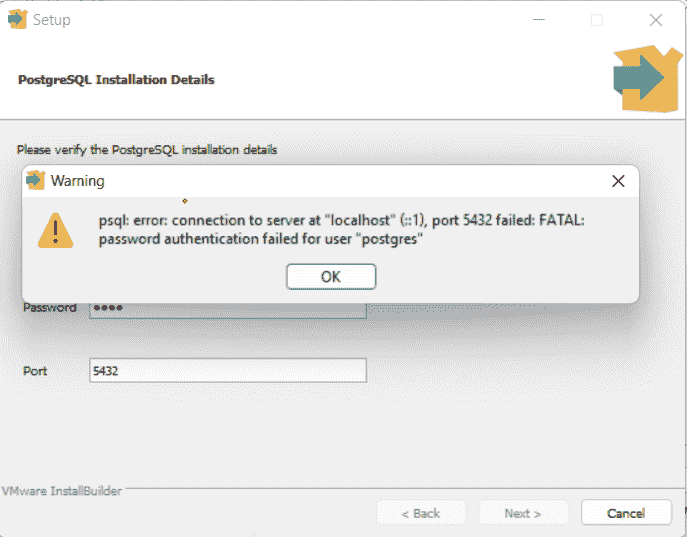 Setup
PostgreSQL Installation Details
Please verify the PostgreSQL installation details
Warning
psql: error: connection to server at "localhost" (::1), port 5432 failed: FATAL:
password authentication failed for user "postgres"
OK
Password ●●●●
Port 5432
VMware InstallBuilder
< Back Next > Cancel